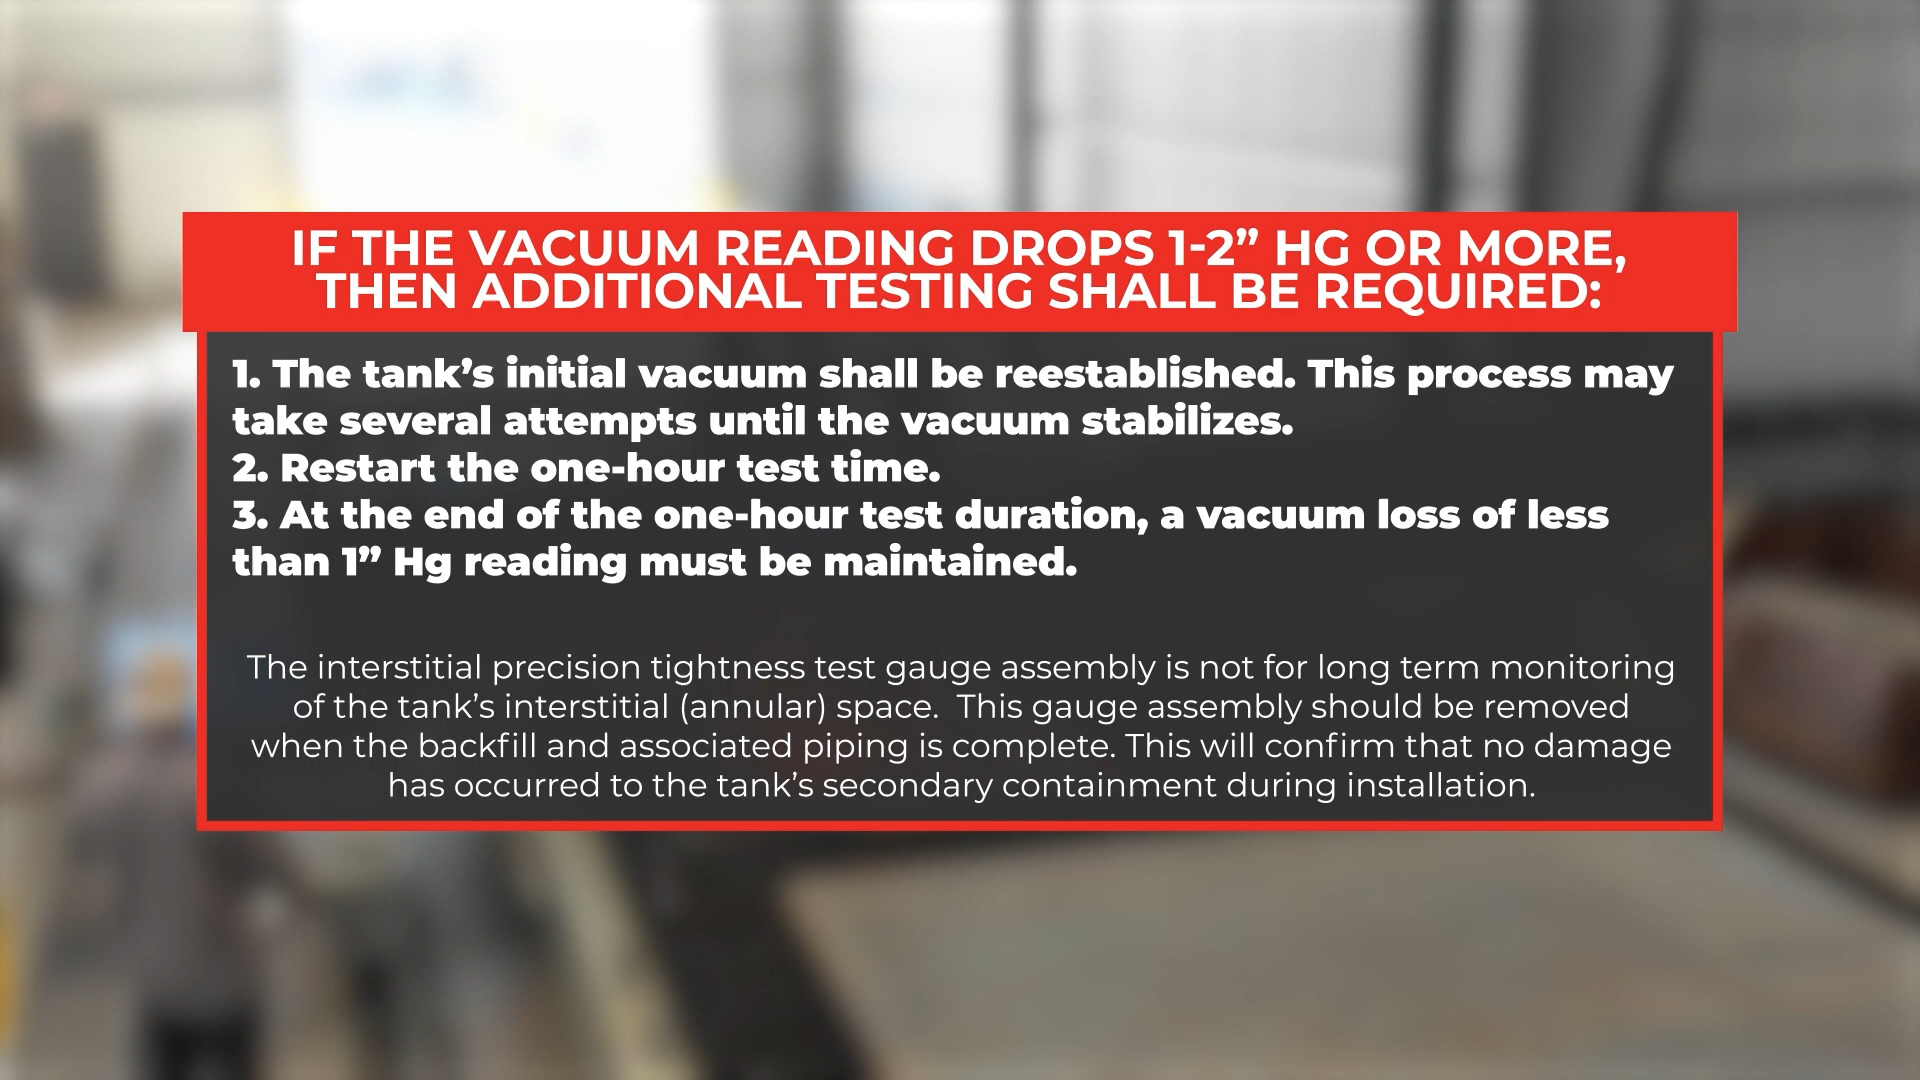 IF THE VACUUM READING DROPS 1-2” HG OR MORE,
THEN ADDITIONAL TESTING SHALL BE REQUIRED:
1. The tank’s initial vacuum shall be reestablished. This process may
take several attempts until the vacuum stabilizes.
2. Restart the one-hour test time.
3. At the end of the one-hour test duration, a vacuum loss of less
than 1” Hg reading must be maintained.
The interstitial precision tightness test gauge assembly is not for long term monitoring
of the tank’s interstitial (annular) space.  This gauge assembly should be removed
when the backfill and associated piping is complete. This will confirm that no damage
has occurred to the tank’s secondary containment during installation.